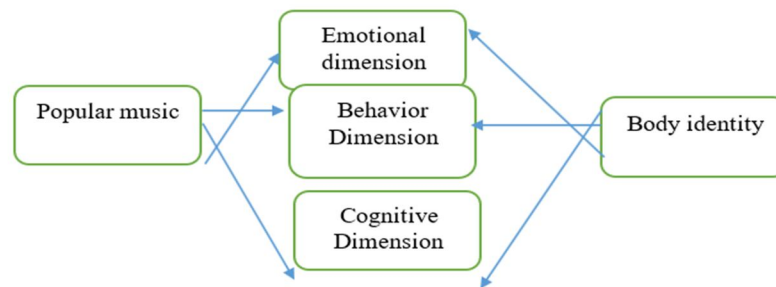 Emotional
dimension
Popular music
Behavior
Dimension
Body identity
Cognitive
Dimension